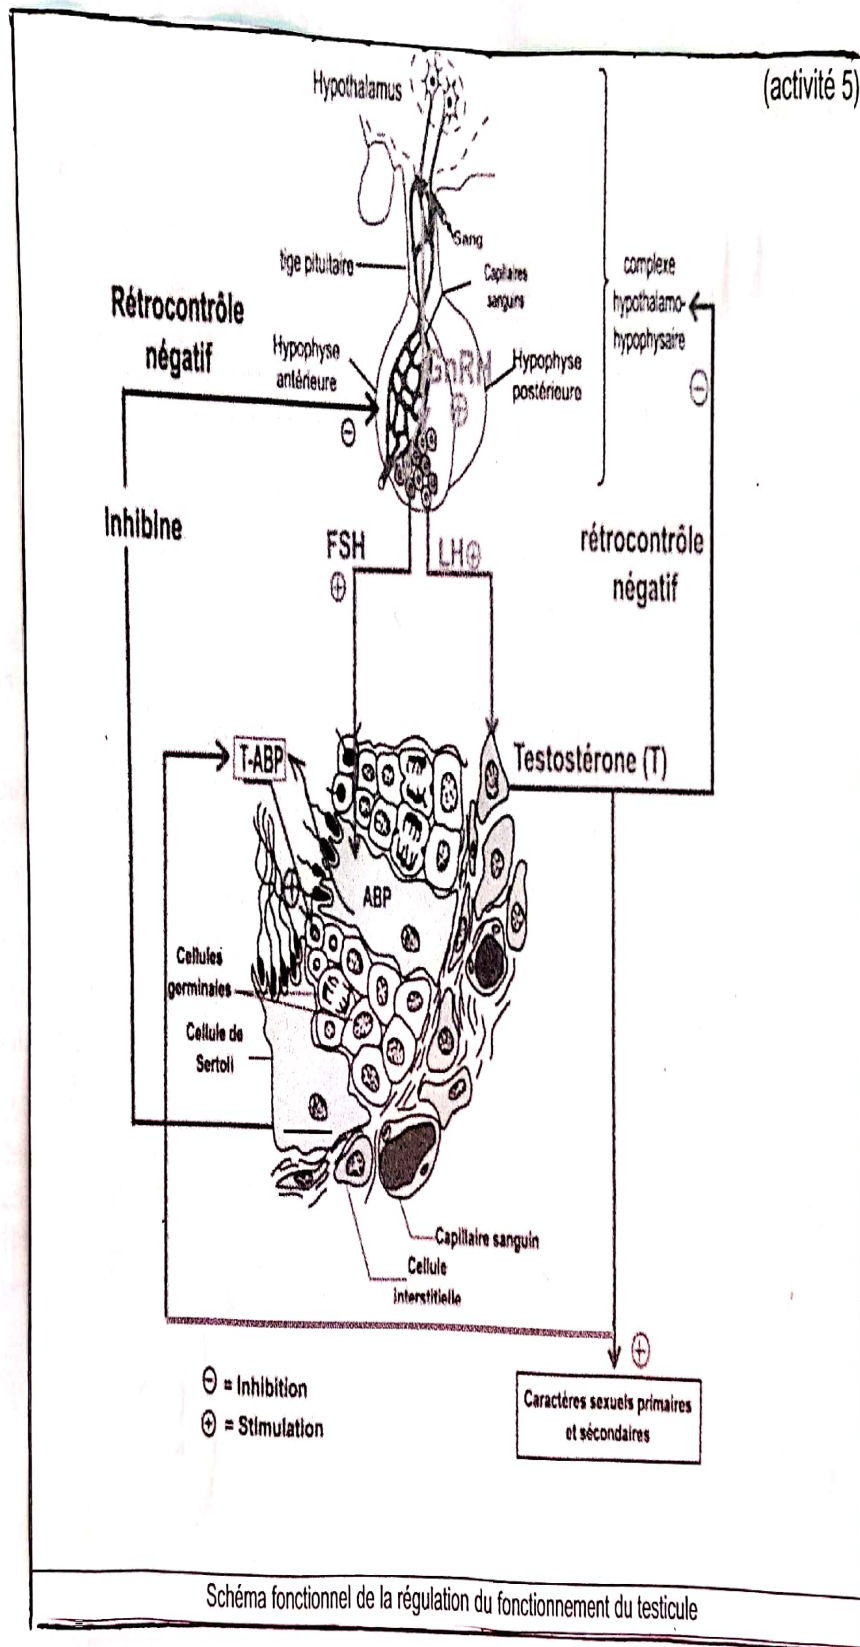 (activité 5)
Hypothalamus
Sang
tige pituitaire
Capilaires
sanguins
complexe
hypothalamo-
hypophysaire
Rétrocontrôle
négatif
Hypophyse
antérieure
GnRH
Hypophyse
postérieure
Inhibine
FSH
LH
rétrocontrôle
négatif
T-ABP
Testostérone (T)
ABP
Cellules
germinales
Cellule de
Sertoli
Capillaire sanguin
Cellule
interstitielle
= Inhibition
= Stimulation
Caractères sexuels primaires
et sécondaires
Schéma fonctionnel de la régulation du fonctionnement du testicule